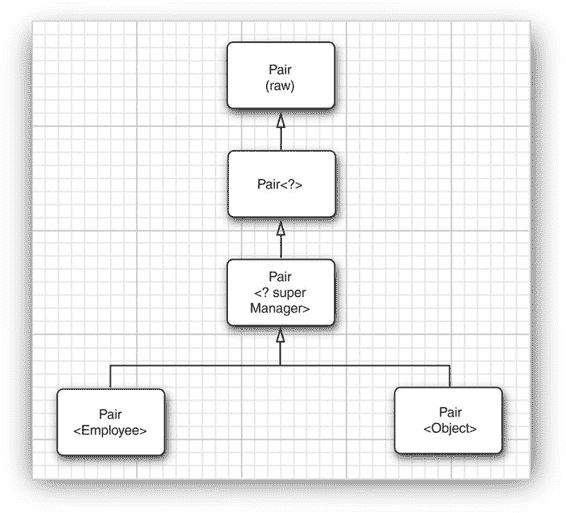 Pair
(raw)
Pair<?>
Pair
<? super
Manager>
Pair
<Employee>
Pair
<Object>